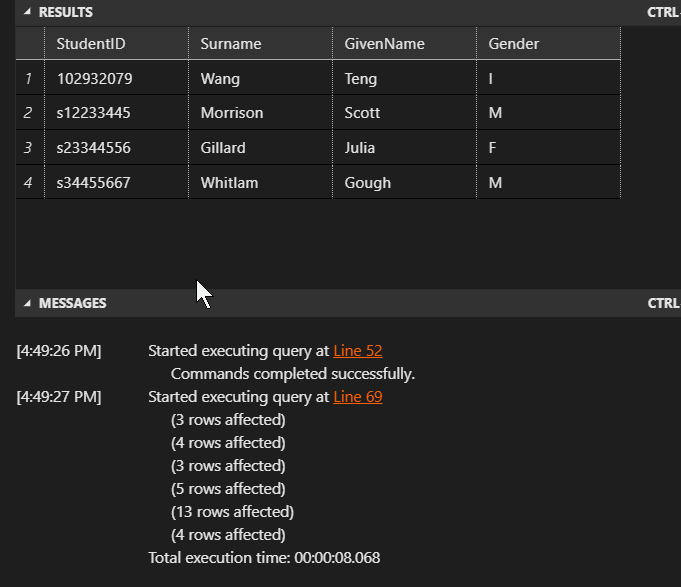 RESULTS CTRL
StudentID Surname GivenName Gender
1 102932079 Wang Teng I
2 s12233445 Morrison Scott M
3 s23344556 Gillard Julia F
4 s34455667 Whitlam Gough M
MESSAGES CTRL
[4:49:26 PM] Started executing query at Line 52
Commands completed successfully.
[4:49:27 PM] Started executing query at Line 69
(3 rows affected)
(4 rows affected)
(3 rows affected)
(5 rows affected)
(13 rows affected)
(4 rows affected)
Total execution time: 00:00:08.068